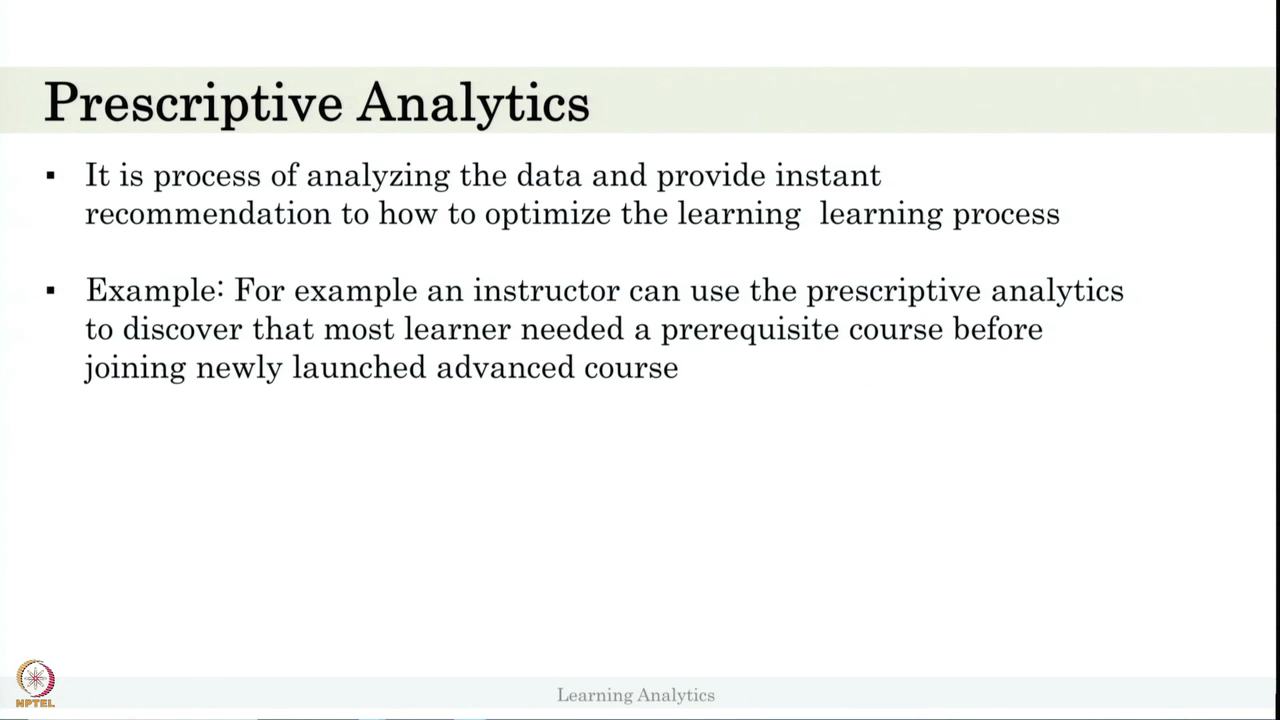 Prescriptive Analytics
▪ It is process of analyzing the data and provide instant
recommendation to how to optimize the learning  learning process
▪ Example: For example an instructor can use the prescriptive analytics
to discover that most learner needed a prerequisite course before
joining newly launched advanced course
NPTEL
Learning Analytics